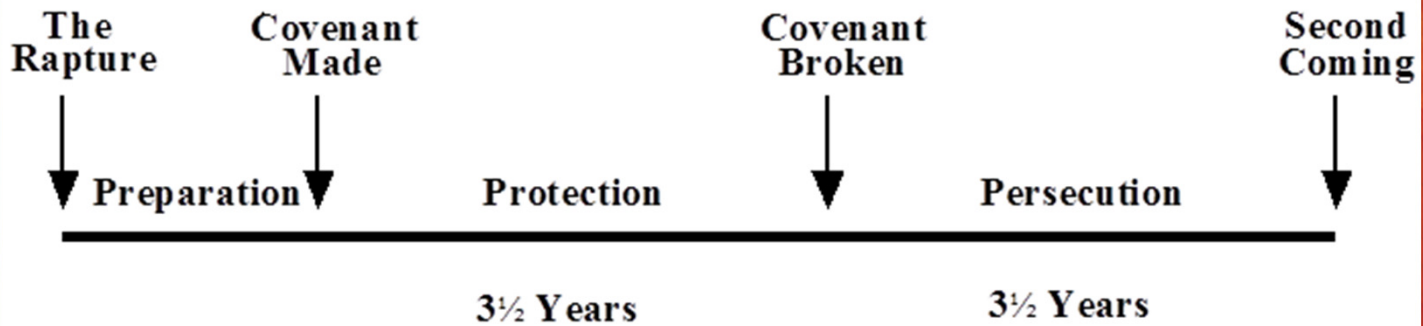 The
Rapture
Covenant
Made
Covenant
Broken
Second
Coming
Preparation
Protection
Persecution
3½ Years
3½ Years